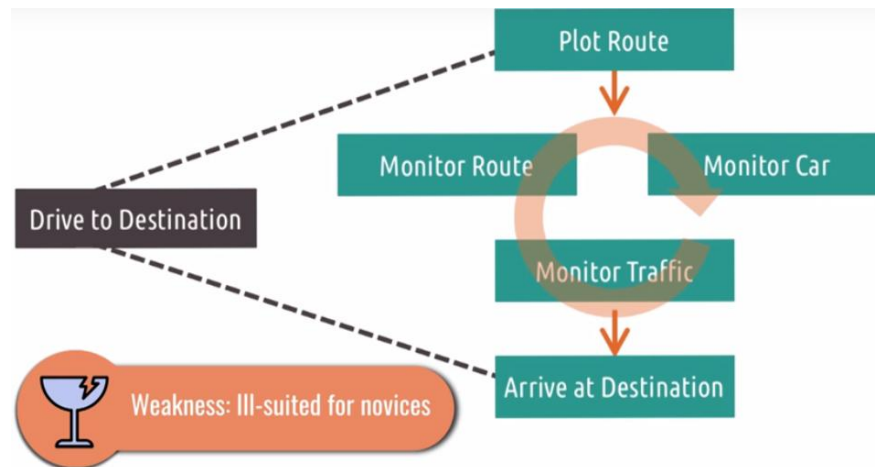 Plot Route
Monitor Route
Monitor Car
Drive to Destination
Monitor Traffic
Arrive at Destination
Weakness: Ill-suited for novices